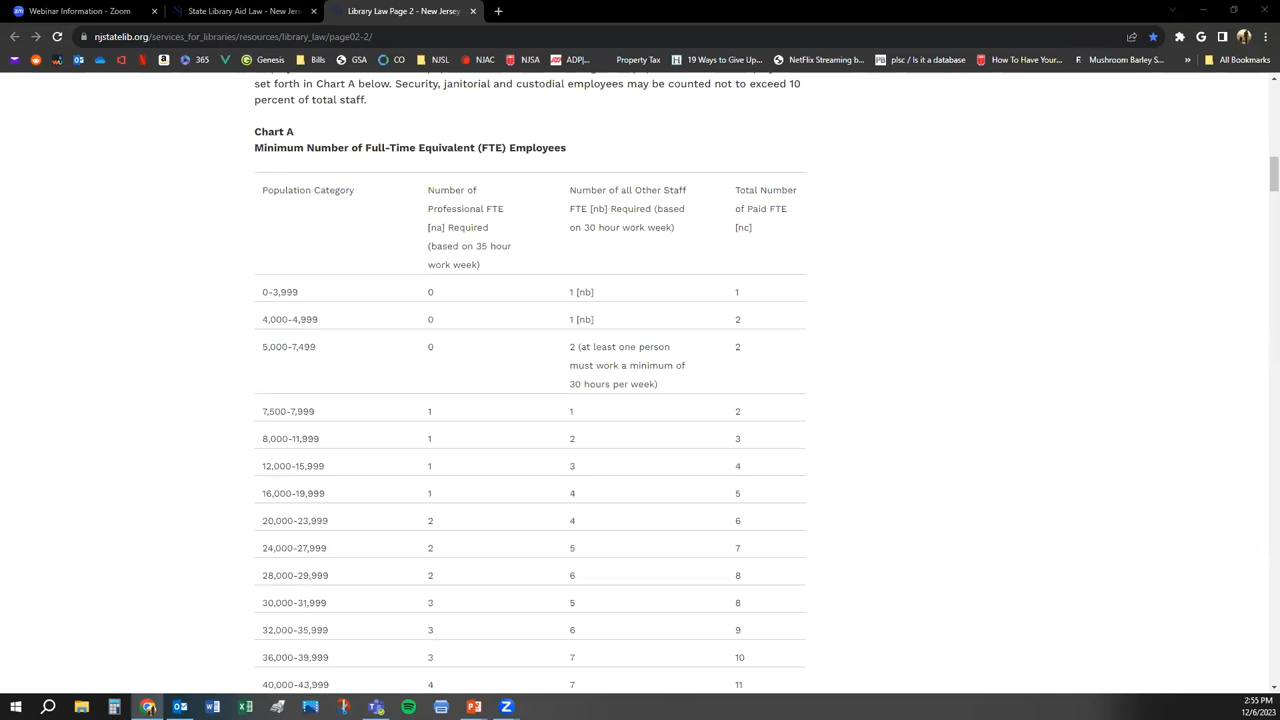 Webinar Information - Zoom
State Library Aid Law - New Jer
Library Law Page 2 - New Jersey
njstatelib.org/services_for_libraries/resources/library_law/page02-2/
365
Genesis
Bills
GSA
CO
NJSL
NJAC
NJSA
ADP|...
Property Tax
19 Ways to Give Up...
NetFlix Streaming b...
plsc / Is it a database
How To Have Your...
Mushroom Barley S...
»
All Bookmarks
set forth in Chart A below. Security, janitorial and custodial employees may be counted not to exceed 10
percent of total staff.
Chart A
Minimum Number of Full-Time Equivalent (FTE) Employees
Population Category Number of Number of all Other Staff Total Number
Professional FTE FTE [nb] Required (based of Paid FTE
[na] Required on 30 hour work week) [nc]
(based on 35 hour
work week)
0-3,999 0 1 [nb] 1
4,000-4,999 0 1 [nb] 2
5,000-7,499 0 2 (at least one person 2
must work a minimum of
30 hours per week)
7,500-7,999 1 1 2
8,000-11,999 1 2 3
12,000-15,999 1 3 4
16,000-19,999 1 4 5
20,000-23,999 2 4 6
24,000-27,999 2 5 7
28,000-29,999 2 6 8
30,000-31,999 3 5 8
32,000-35,999 3 6 9
36,000-39,999 3 7 10
40,000-43,999 4 7 11
2:55 PM
12/6/2023